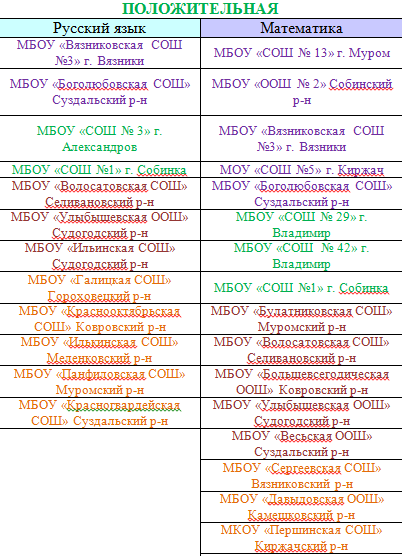 ПОЛОЖИТЕЛЬНАЯ
Русский язык
МБОУ «Вязниковская СОШ
№3» г. Вязники
МБОУ «Боголюбовская СОШ»
Суздальский р-н
МБОУ «СОШ № 3» г.
Александров
МБОУ «СОШ №1» г. Собинка
МБОУ «Волосатовская СОШ»
Селивановский р-н
МБОУ «Улыбышевская ООШ»
Судогодский р-н
МБОУ «Ильинская СОШ»
Судогодский р-н
МБОУ «Галицкая СОШ»
Гороховецкий р-н
МБОУ «Краснооктябрьская
СОШ» Ковровский р-н
МБОУ «Илькинская СОШ»
Меленковский р-н
МБОУ «Панфиловская СОШ»
Муромский р-н
МБОУ «Красногвардейская
СОШ» Суздальский р-н
Математика
МБОУ «СОШ № 13» г. Муром
МБОУ «ООШ № 2» Собинский
р-н
МБОУ «Вязниковская СОШ
№3» г. Вязники
МОУ «СОШ №5» г. Киржач
МБОУ «Боголюбовская СОШ»
Суздальский р-н
МБОУ «СОШ № 29» г.
Владимир
МБОУ «СОШ № 42» г.
Владимир
МБОУ «СОШ №1» г. Собинка
МБОУ «Булатниковская СОШ»
Муромский р-н
МБОУ «Волосатовская СОШ»
Селивановский р-н
МБОУ «Большевсегодическая
ООШ» Ковровский р-н
МБОУ «Улыбышевская ООШ»
Судогодский р-н
МБОУ «Весьская ООШ»
Суздальский р-н
МБОУ «Сергеевская СОШ»
Вязниковский р-н
МБОУ «Давыдовская ООШ»
Камешковский р-н
МКОУ «Першинская СОШ»
Киржачский р-н